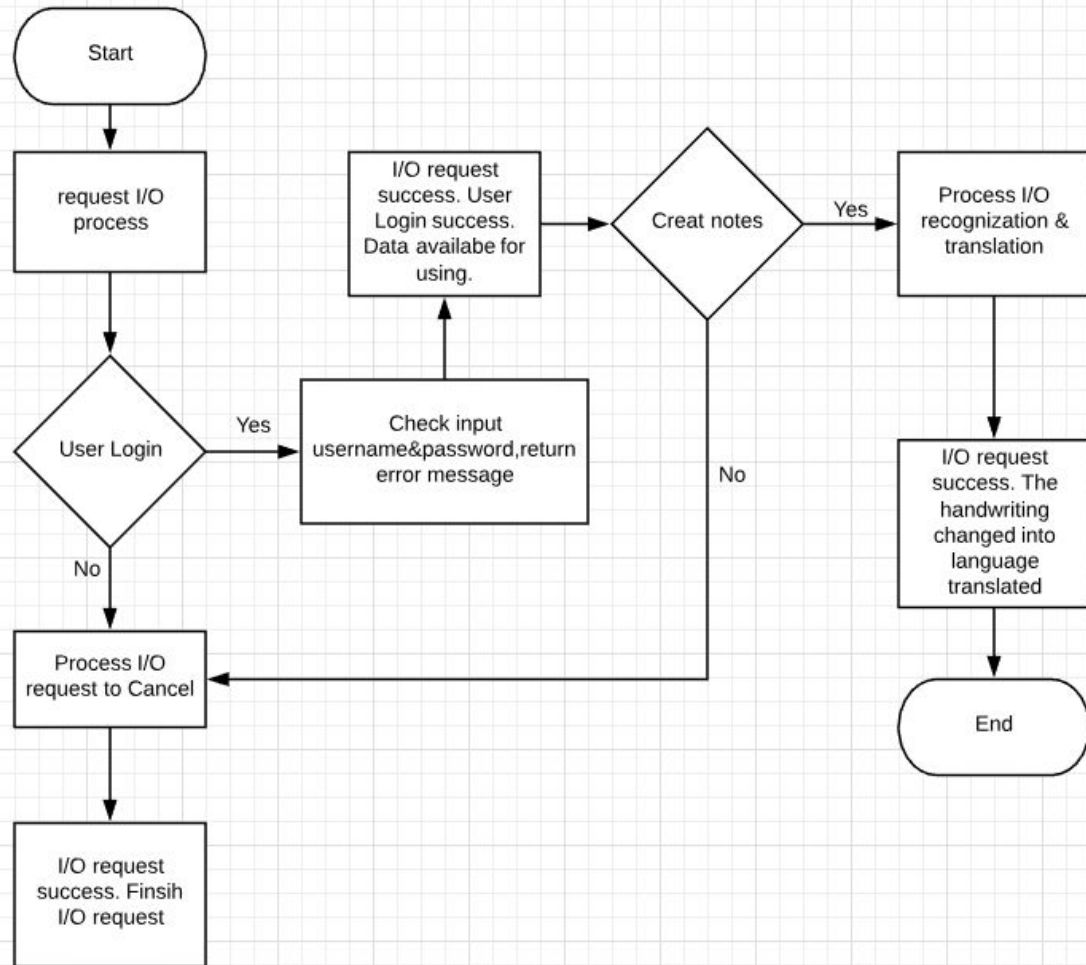 Start
request I/O
process
User Login
Yes
No
Check input
username&password,return
error message
I/O request
success. User
Login success.
Data availabe for
using.
Creat notes
Yes
No
Process I/O
recognization &
translation
I/O request
success. The
handwriting
changed into
language
translated
End
Process I/O
request to Cancel
I/O request
success. Finsih
I/O request